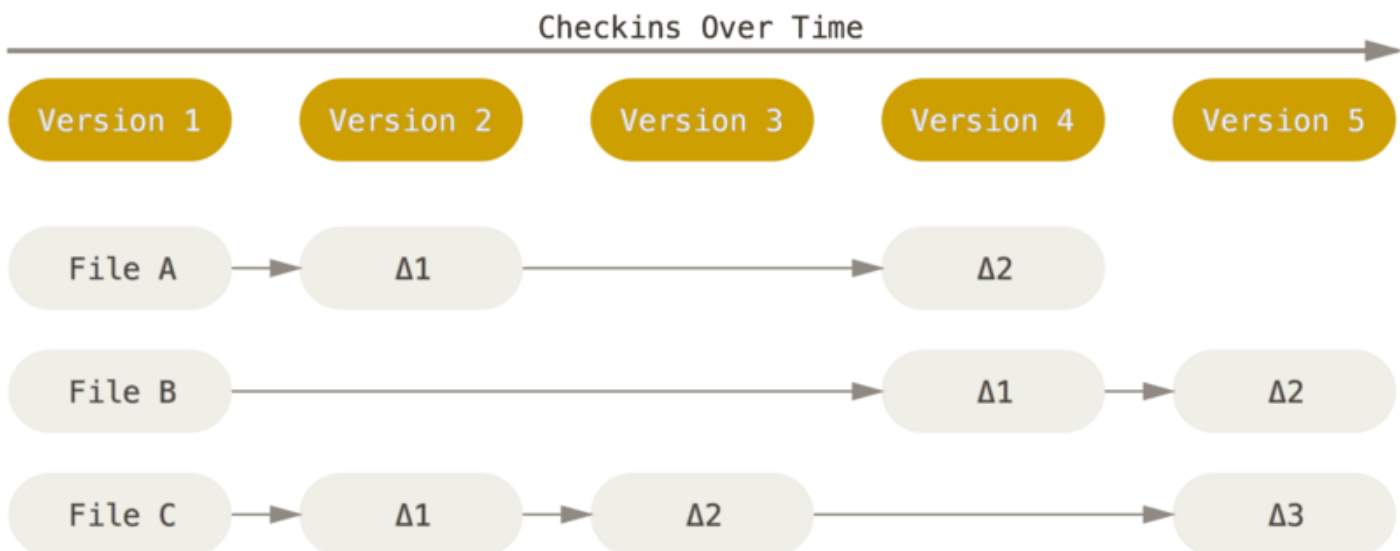 Checkins Over Time
Version 1 Version 2 Version 3 Version 4 Version 5
File A Δ1 Δ2
File B Δ1 Δ2
File C Δ1 Δ2 Δ3